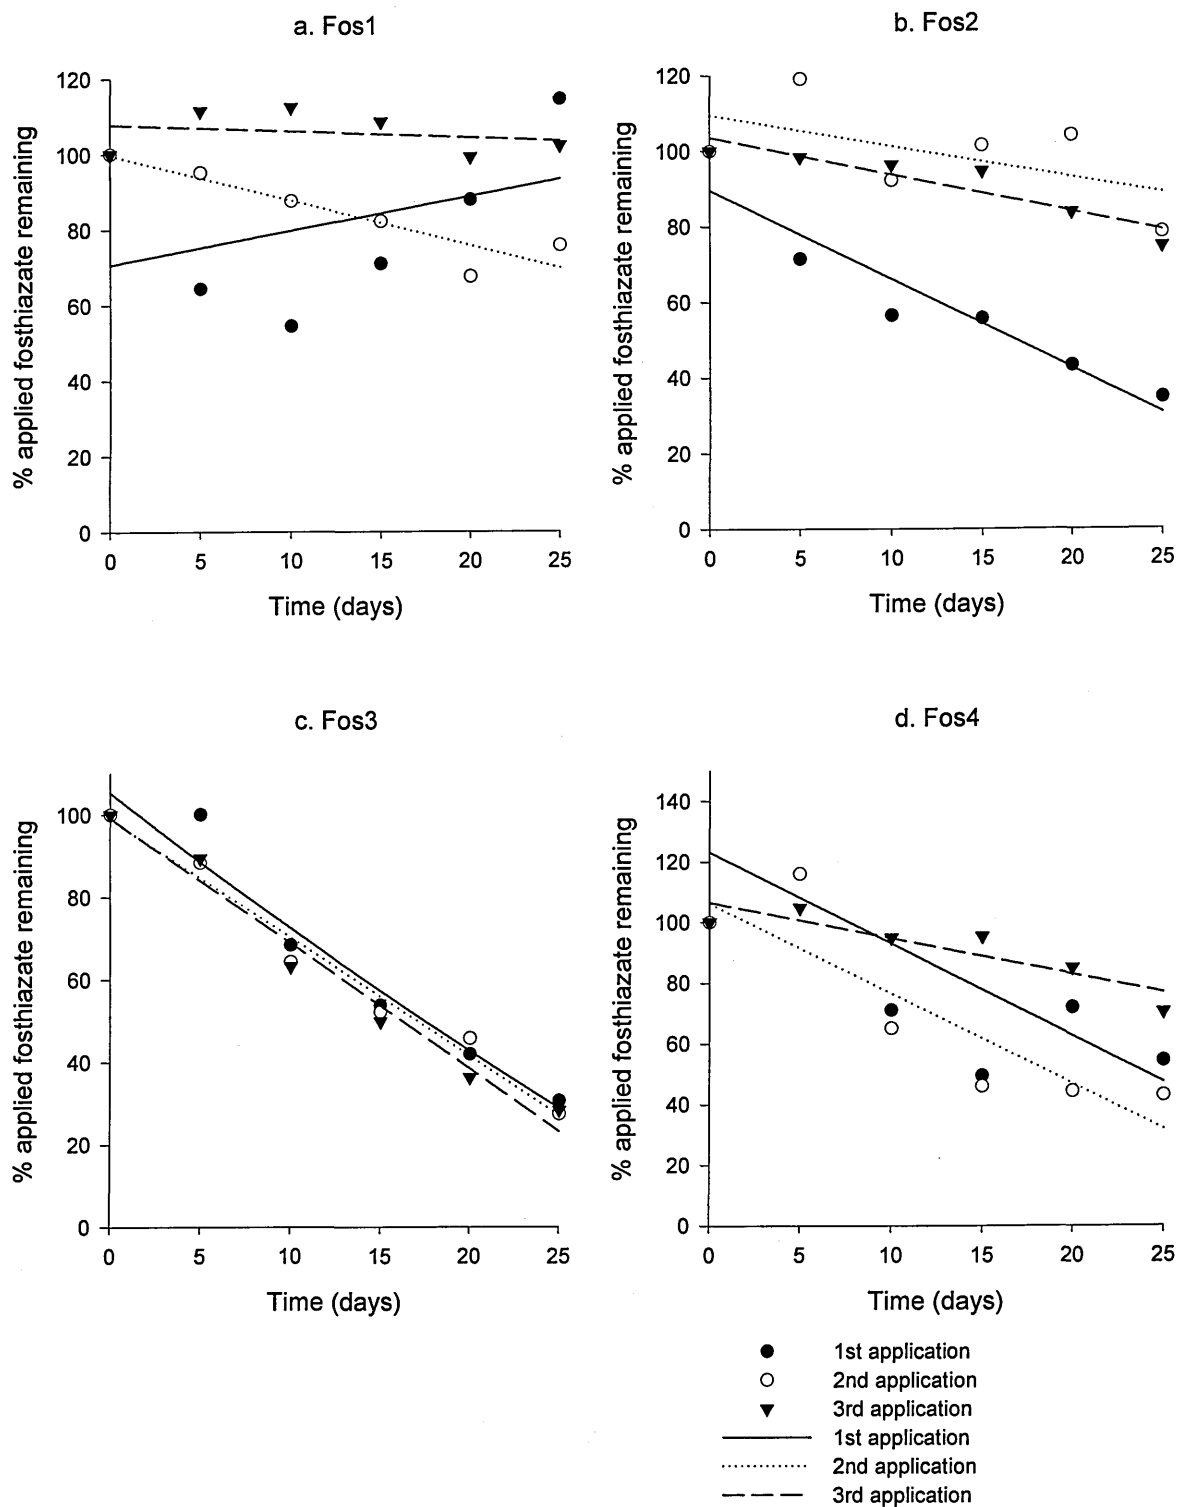 a. Fos1
% applied fosthiazate remaining
120
100
80
60
40
20
0
0 5 10 15 20 25
Time (days)
b. Fos2
% applied fosthiazate remaining
120
100
80
60
40
20
0
0 5 10 15 20 25
Time (days)
c. Fos3
% applied fosthiazate remaining
100
80
60
40
20
0
0 5 10 15 20 25
Time (days)
d. Fos4
% applied fosthiazate remaining
140
120
100
80
60
40
20
0
0 5 10 15 20 25
Time (days)
1st application
2nd application
3rd application
1st application
2nd application
3rd application